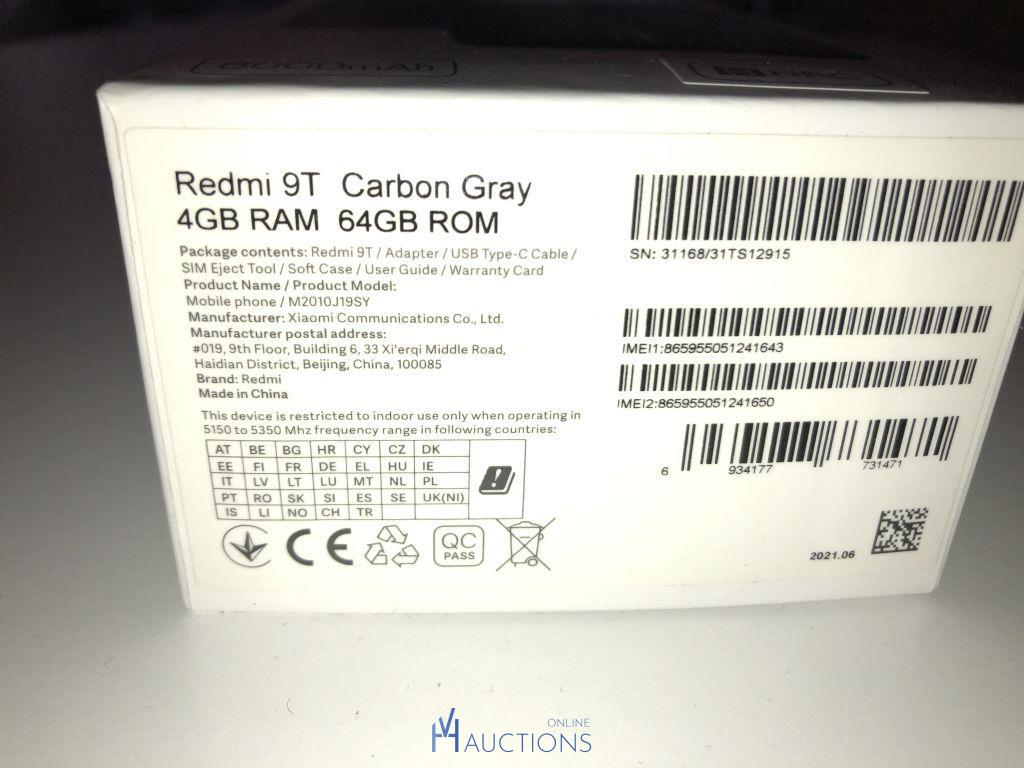 6000mAh
NFC
Redmi 9T Carbon Gray
4GB RAM 64GB ROM
Package contents: Redmi 9T / Adapter / USB Type-C Cable /
SIM Eject Tool / Soft Case / User Guide / Warranty Card
Product Name / Product Model:
Mobile phone / M2010J19SY
Manufacturer: Xiaomi Communications Co., Ltd.
Manufacturer postal address:
#019, 9th Floor, Building 6, 33 Xi'erqi Middle Road,
Haidian District, Beijing, China, 100085
Brand: Redmi
Made in China
This device is restricted to indoor use only when operating in
5150 to 5350 Mhz frequency range in following countries:
AT BE BG HR CY CZ DK
EE FI FR DE EL HU IE
IT LV LT LU MT NL PL
PT RO SK SI ES SE UK(NI)
IS LI NO CH TR
CE
QC
PASS
SN: 31168/31TS12915
IMEI1:865955051241643
IMEI2:865955051241650
6 934177 731471
2021.06
ONLINE
AUCTIONS